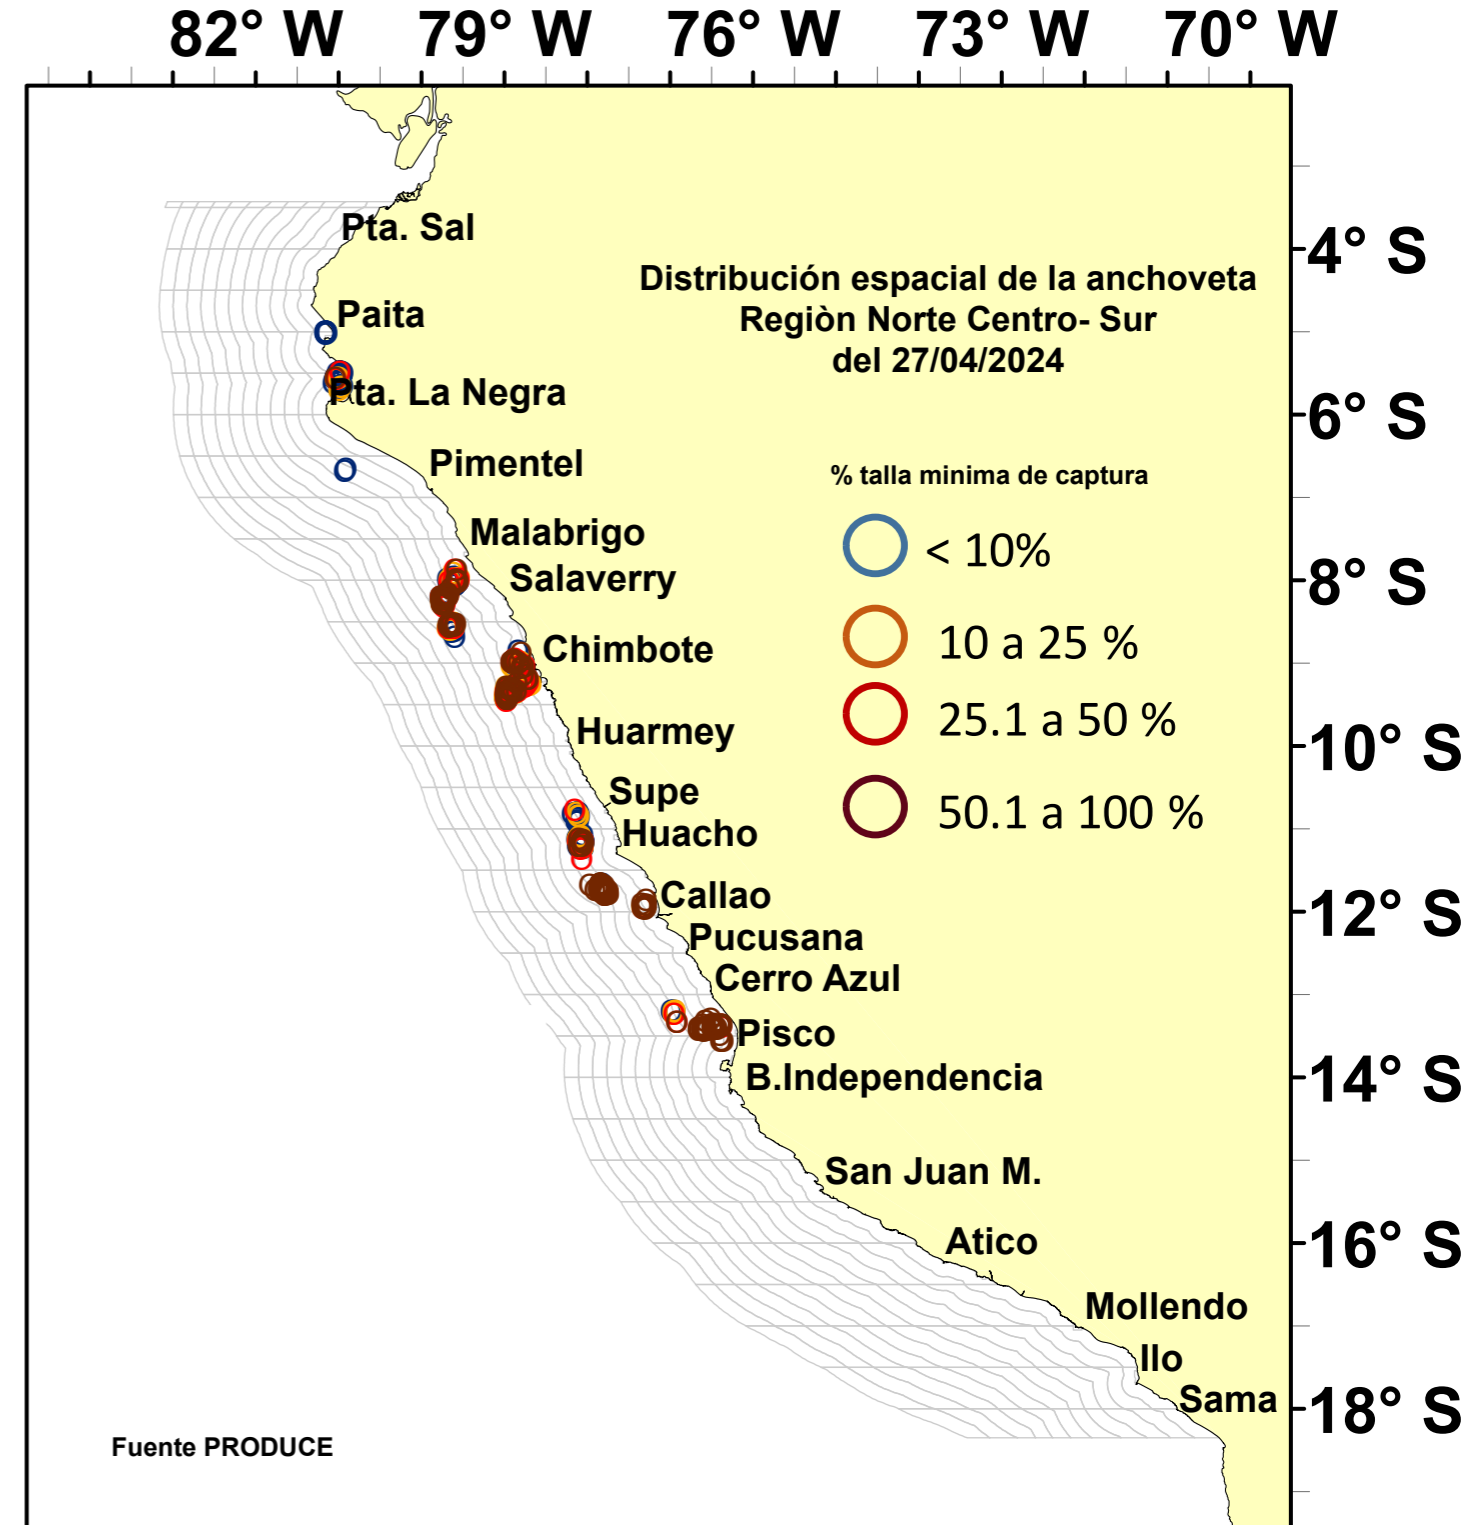 82° W 79° W 76° W 73° W 70° W
Pta. Sal
4° S
Distribución espacial de la anchoveta
Regiòn Norte Centro- Sur
del 27/04/2024
Paita
Pta. La Negra
6° S
Pimentel
% talla minima de captura
Malabrigo
< 10%
Salaverry
8° S
Chimbote
10 a 25 %
Huarmey
25.1 a 50 %
10° S
Supe
50.1 a 100 %
Huacho
Callao
12° S
Pucusana
Cerro Azul
Pisco
B.Independencia
14° S
San Juan M.
Atico
16° S
Mollendo
Ilo
Sama
18° S
Fuente PRODUCE